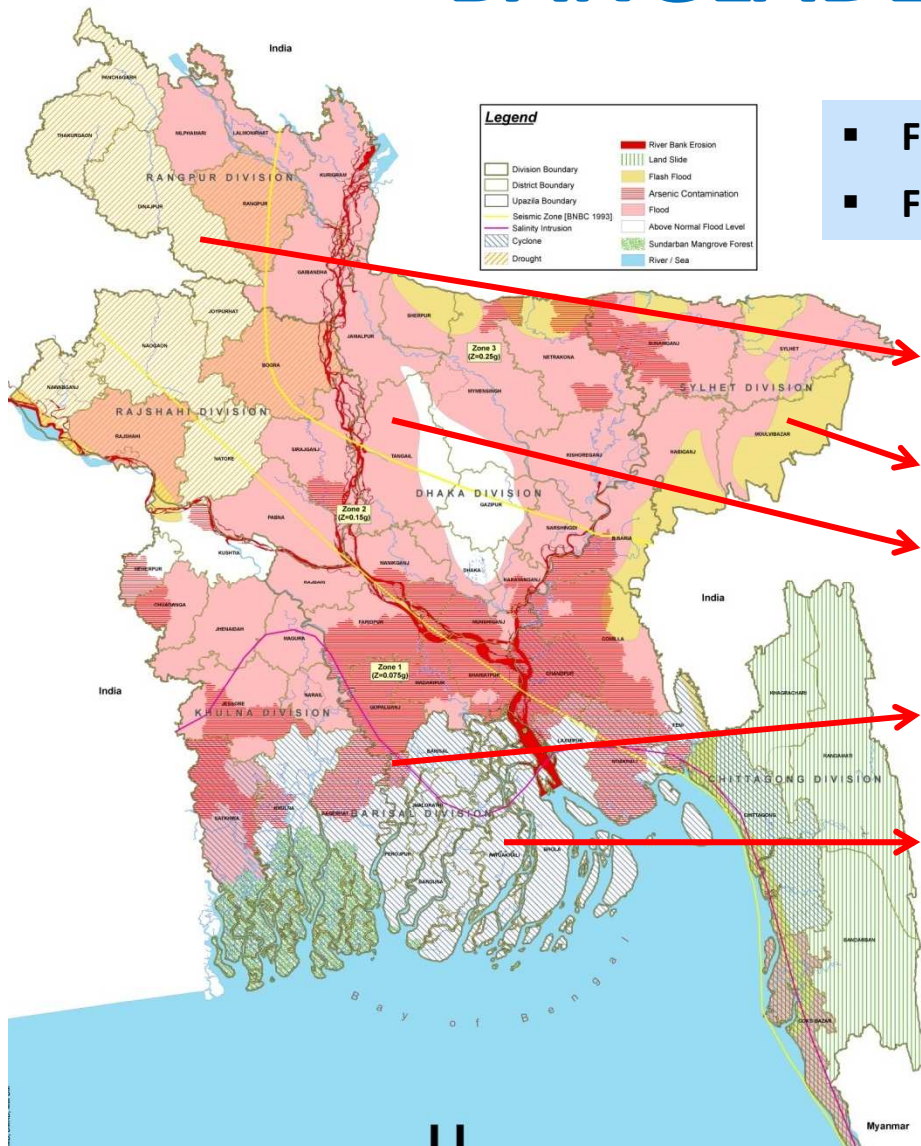 India
Legend
Division Boundary
District Boundary
Upazila Boundary
Seismic Zone [BNBC 1993]
Salinity Intrusion
Cyclone
Drought
River Bank Erosion
Land Slide
Flash Flood
Arsenic Contamination
Flood
Above Normal Flood Level
Sundarban Mangrove Forest
River / Sea
▪ F
▪ F
PANCHAGARH
THAKURGAON
NILPHAMARI
LALMONIRHAT
KURIGRAM
RANGPUR DIVISION
DINAJPUR
RANGPUR
GAIBANDHA
JOYPURHAT
NAOGAON
BOGRA
JAMALPUR
SHERPUR
Zone 3
(Z=0.25g)
NETRAKONA
SUNAMGANJ
SYLHET
MYMENSINGH
SYLHET DIVISION
NAWABGANJ
RAJSHAHI DIVISION
RAJSHAHI
NATORE
SIRAJGANJ
TANGAIL
KISHOREGANJ
HABIGANJ
MOULVIBAZAR
DHAKA DIVISION
GAZIPUR
PABNA
Zone 2
(Z=0.15g)
NARSHINGDI
B.BARIA
KUSHTIA
MANIKGANJ
DHAKA
MEHERPUR
RAJBARI
NARAYANGANJ
CHUADANGA
JHENAIDAH
FARIDPUR
MUNSHIGANJ
COMILLA
India
MAGURA
Zone 1
(Z=0.075g)
SHARIATPUR
CHANDPUR
MADARIPUR
India
NARAIL
GOPALGANJ
KHAGRACHARI
JESSORE
KHULNA DIVISION
BARISAL
LAXMIPUR
FENI
NOAKHALI
RANGAMATI
CHITTAGONG DIVISION
SATKHIRA
KHULNA
BAGERHAT
JHALOKATHI
BARISAL DIVISION
CHITTAGONG
PEROJPUR
PATUAKHALI
BHOLA
BARGUNA
BANDARBAN
Bay of Bengal
COX'S BAZAR
Myanmar